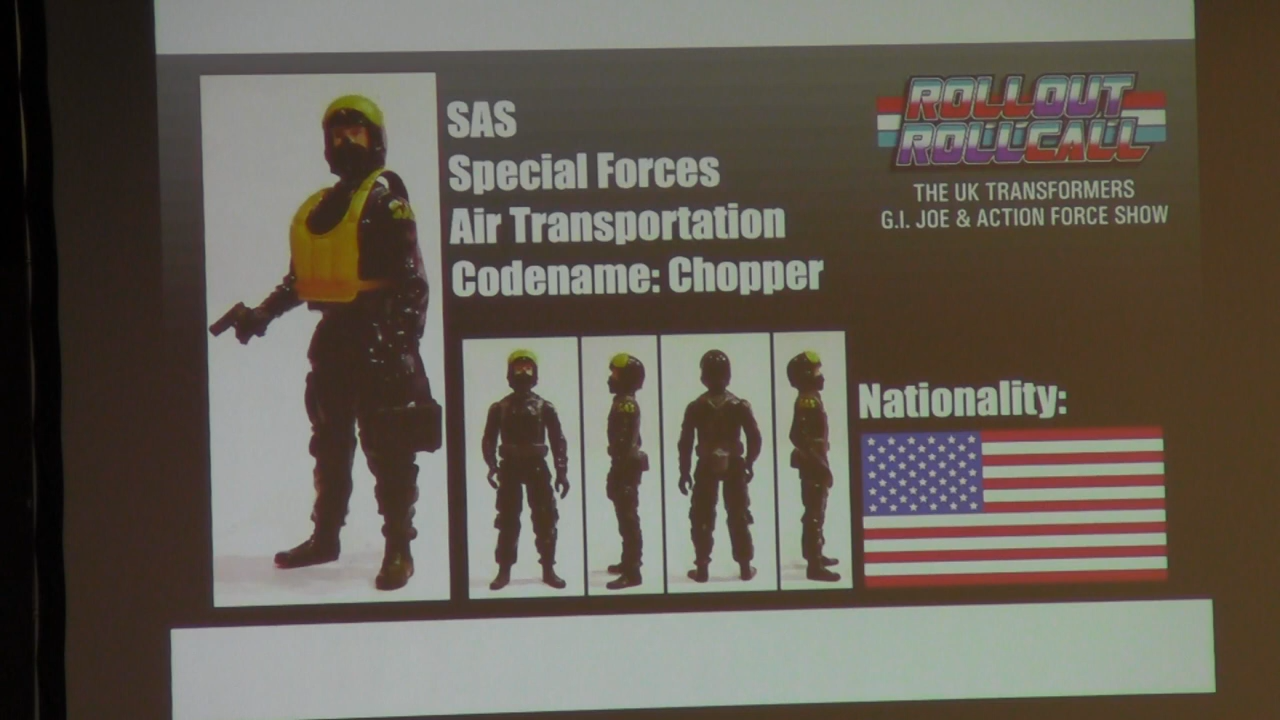 SAS
Special Forces
Air Transportation
Codename: Chopper
ROLLOUT
ROLLCALL
THE UK TRANSFORMERS
G.I. JOE & ACTION FORCE SHOW
Nationality: